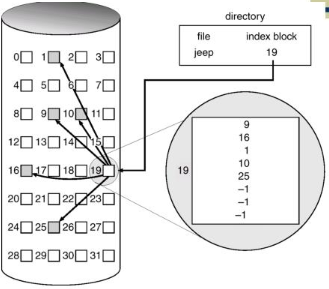 directory
file index block
jeep 19
0 1 2 3
4 5 6 7
8 9 10 11
12 13 14 15
16 17 18 19
20 21 22 23
24 25 26 27
28 29 30 31
19
9
16
1
10
25
-1
-1
-1